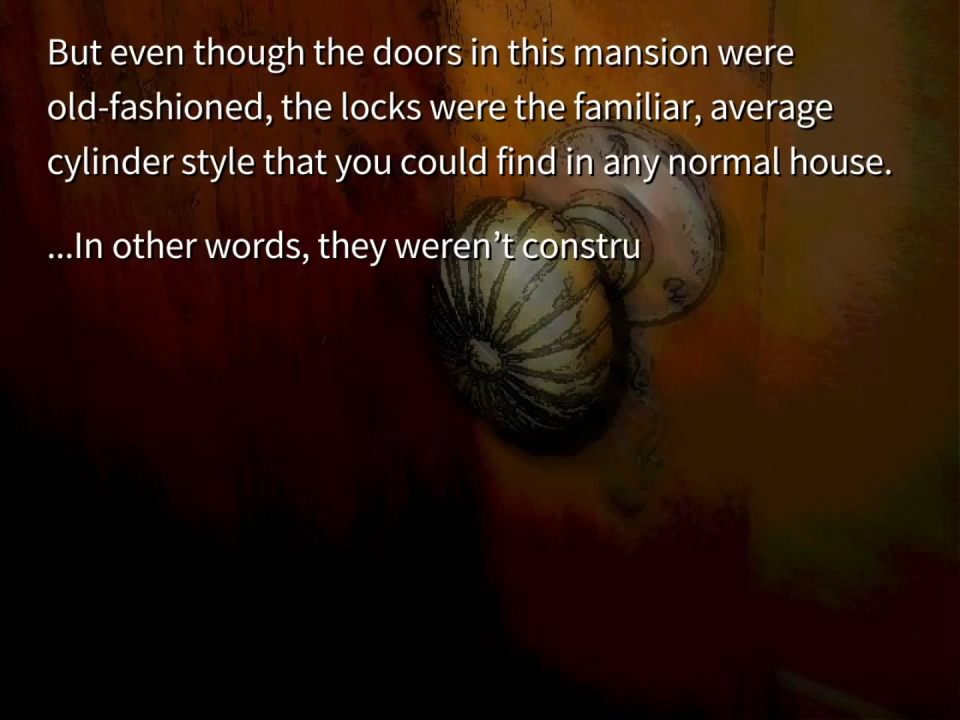 But even though the doors in this mansion were
old-fashioned, the locks were the familiar, average
cylinder style that you could find in any normal house.
...In other words, they weren’t constru